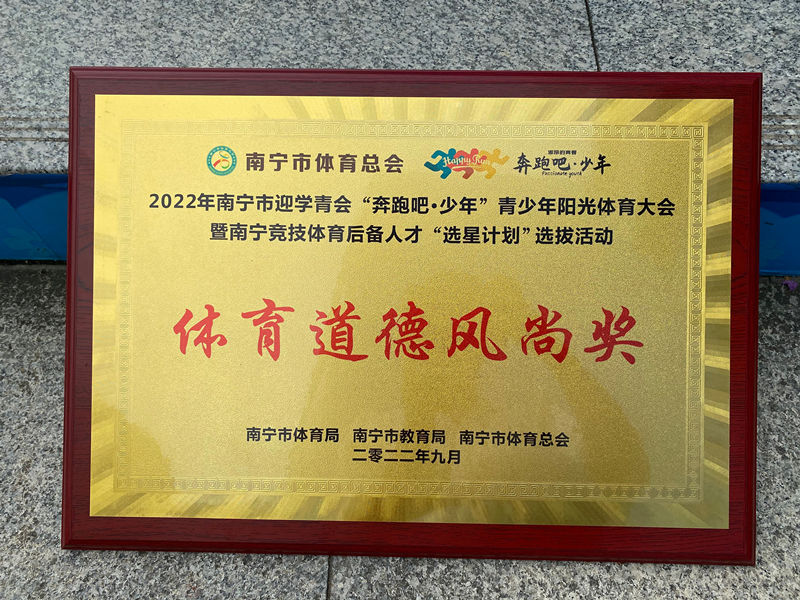 南宁市体育总会
Happy Run
奔跑吧·少年
Passionate youth
2022年南宁市迎学青会“奔跑吧·少年”青少年阳光体育大会
暨南宁竞技体育后备人才“选星计划”选拔活动
体育道德风尚奖
南宁市体育局 南宁市教育局 南宁市体育总会
二零二二年九月